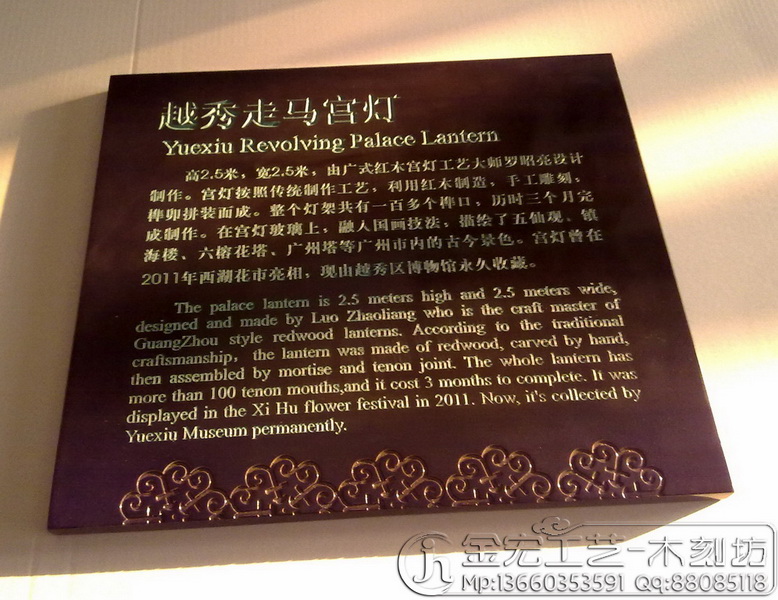 越秀走马宫灯
Yuexiu Revolving Palace Lantern
高2.5米，宽2.5米，由广式红木宫灯工艺大师罗昭亮设计
制作。宫灯按照传统制作工艺，利用红木制造，手工雕刻，
榫卯拼装而成。整个灯架共有一百多个榫口，历时三个月完
成制作。在宫灯玻璃上，融入国画技法，描绘了五仙观、镇
海楼、六榕花塔、广州塔等广州市内的古今景色。宫灯曾在
2011年西湖花市亮相，现由越秀区博物馆永久收藏。
The palace lantern is 2.5 meters high and 2.5 meters wide,
designed and made by Luo Zhaoliang who is the craft master of
GuangZhou style redwood lanterns. According to the traditional
craftsmanship， the lantern was made of redwood, carved by hand,
then assembled by mortise and tenon joint. The whole lantern has
more than 100 tenon mouths,and it cost 3 months to complete. It was
displayed in the Xi Hu flower festival in 2011. Now, it's collected by
Yuexiu Museum permanently.
金宏工艺-木刻坊
Mp:13660353591 QQ:88085118